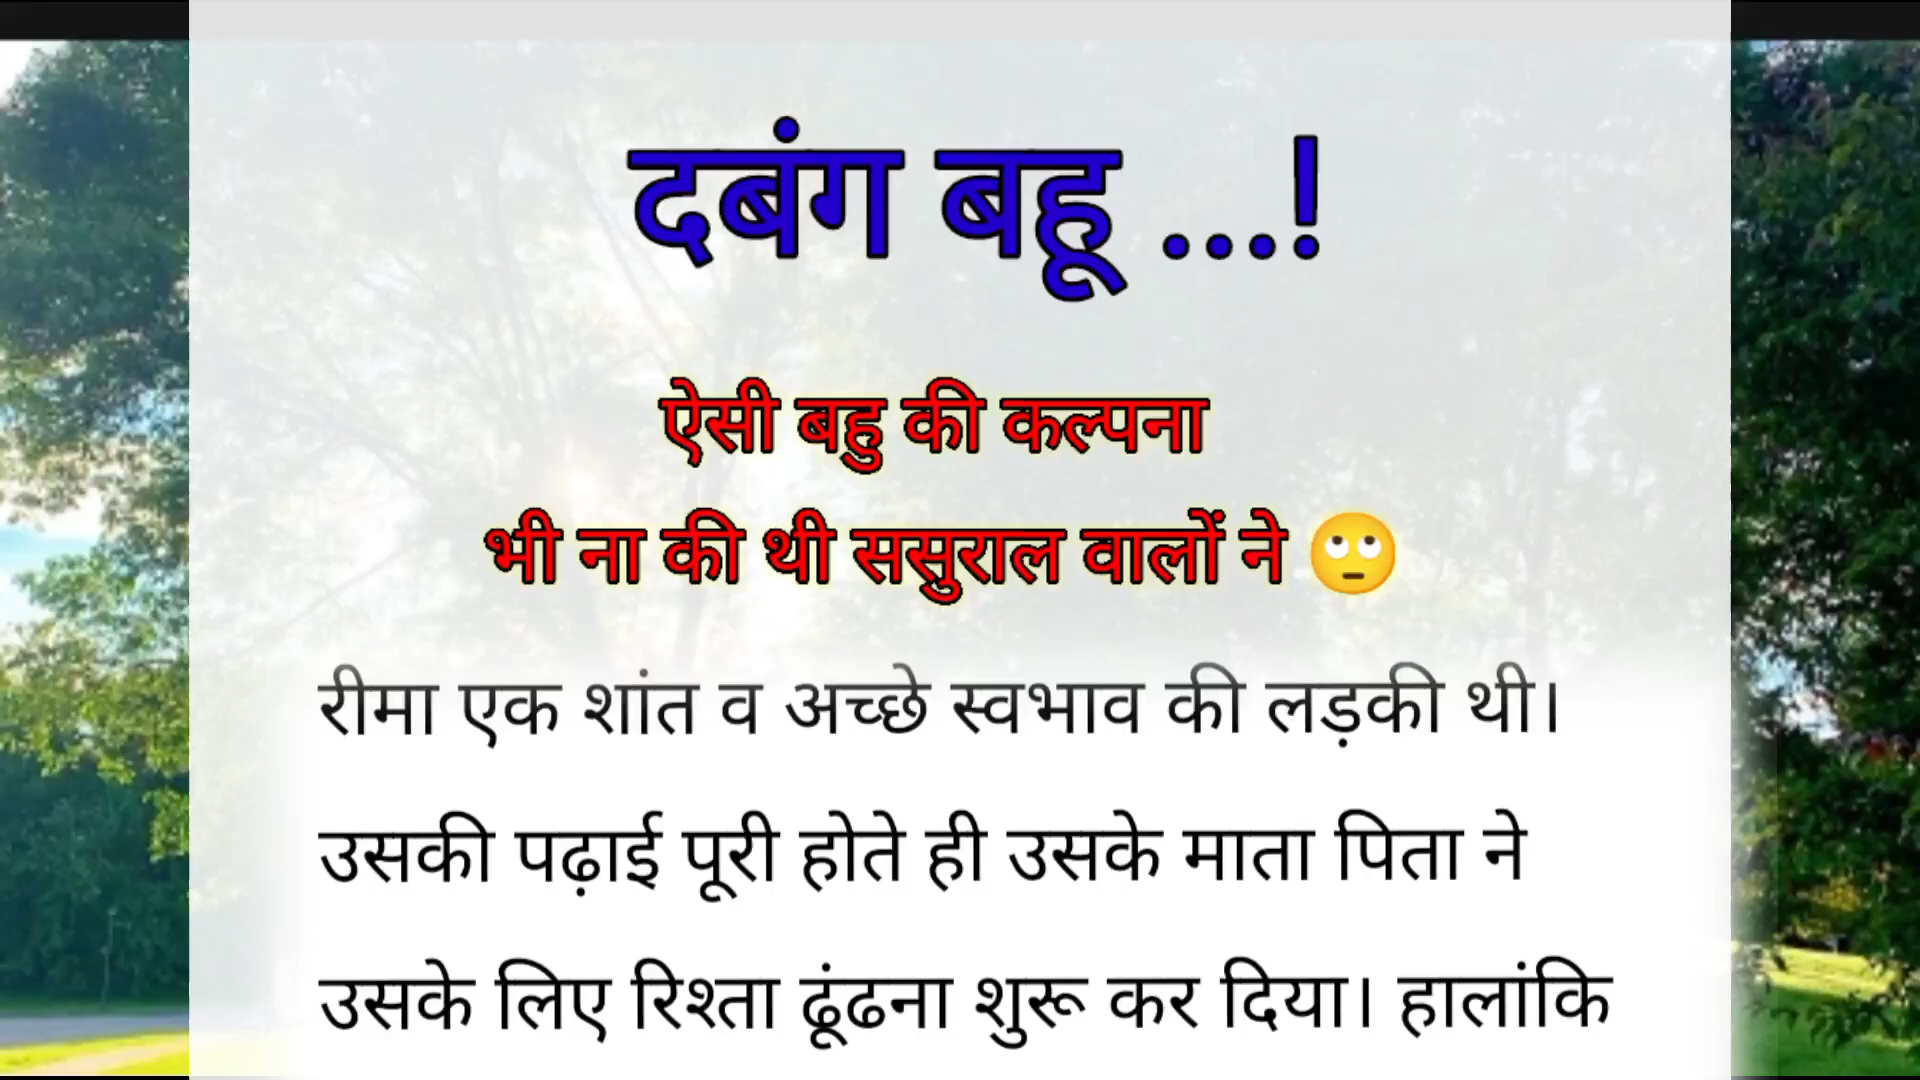 दबंग बहू ...!
ऐसी बहु की कल्पना
भी ना की थी ससुराल वालों ने 🙄
रीमा एक शांत व अच्छे स्वभाव की लड़की थी।
उसकी पढ़ाई पूरी होते ही उसके माता पिता ने
उसके लिए रिश्ता ढूंढना शुरू कर दिया। हालांकि